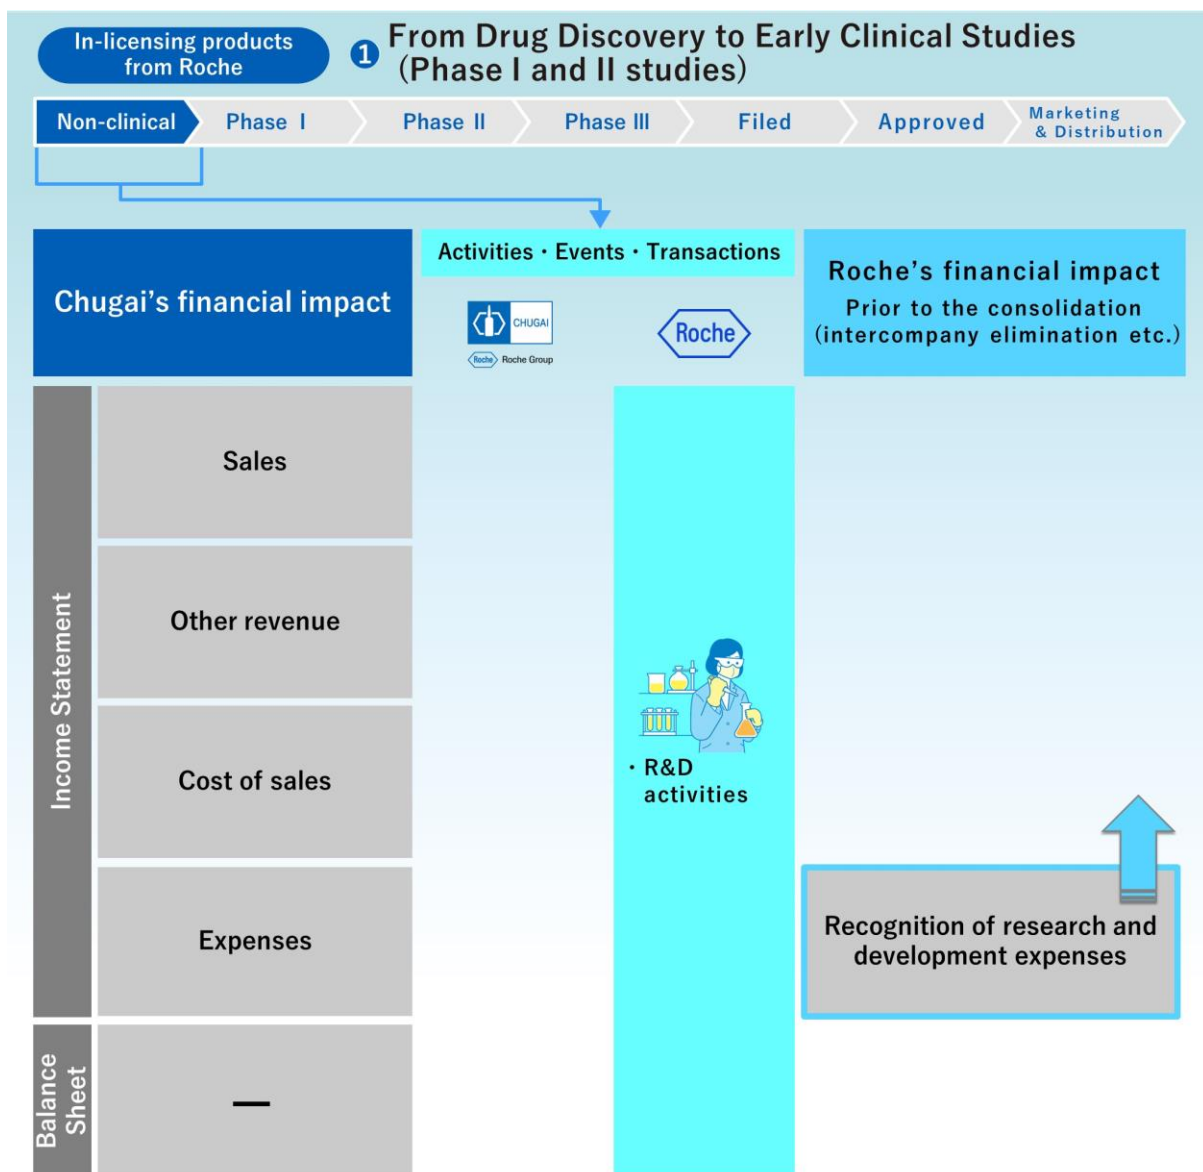 In-licensing products
from Roche
1
From Drug Discovery to Early Clinical Studies
(Phase I and II studies)
Non-clinical
Phase I
Phase II
Phase III
Filed
Approved
Marketing
& Distribution
Chugai's financial impact
Activities・Events・Transactions
CHUGAI
Roche Roche Group
Roche
Roche's financial impact
Prior to the consolidation
(intercompany elimination etc.)
Income Statement
Sales
Other revenue
Cost of sales
Expenses
・R&D
activities
Recognition of research and
development expenses
Balance
Sheet
—